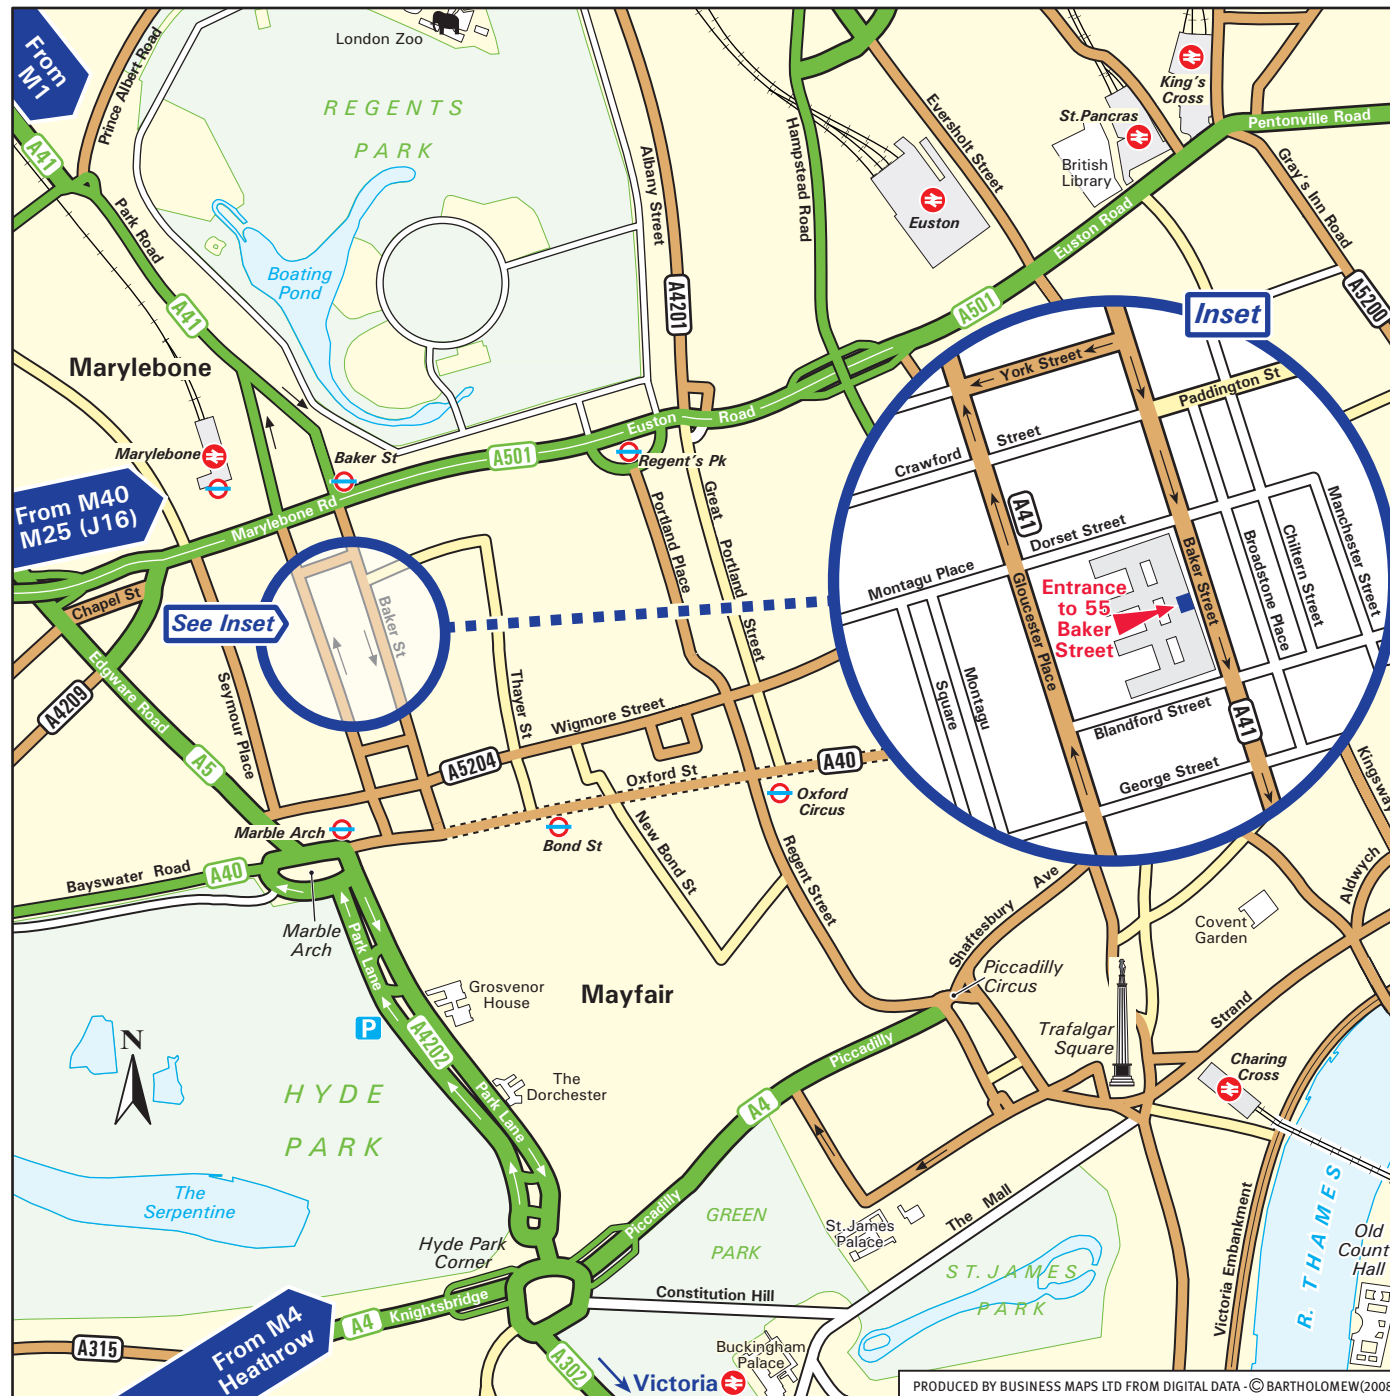 From
M1
Prince Albert Road
London Zoo
REGENTS
PARK
A41
Park Road
A41
Boating
Pond
Albany Street
A4201
Hampstead Road
Eversholt Street
Euston
St.Pancras
King's
Cross
British
Library
Pentonville Road
Gray's Inn Road
A5200
Euston Road
A501
Inset
Marylebone
Marylebone
Baker St
A501
Euston Road
Regent's Pk
From M40
M25 (J16)
Marylebone Rd
Chapel St
See Inset
Baker St
Portland Place
Great Portland Street
Edgware Road
A4209
Seymour Place
A5
Thayer St
Wigmore Street
A5204
Oxford St
A40
Oxford
Circus
Bond St
New Bond St
Regent Street
Marble Arch
Bayswater Road
A40
Marble
Arch
Park Lane
York Street
Paddington St
Crawford Street
A41
Dorset Street
Montagu Place
Gloucester Place
Baker Street
Broadstone Place
Chiltern Street
Manchester Street
Entrance
to 55
Baker
Street
Montagu
Square
Blandford Street
A41
George Street
Kingsway
Aldwych
Shaftesbury Ave
Covent
Garden
Piccadilly
Circus
Strand
Trafalgar
Square
Charing
Cross
Grosvenor
House
Mayfair
P
N
A4202
The
Dorchester
Park Lane
HYDE
PARK
The
Serpentine
Piccadilly
A4
Piccadilly
GREEN
PARK
St.James
Palace
The Mall
ST.JAMES
PARK
Victoria Embankment
R. THAMES
Old
Count
Hall
Hyde Park
Corner
Knightsbridge
A4
Constitution Hill
A315
From M4
Heathrow
A302
Victoria
Buckingham
Palace
PRODUCED BY BUSINESS MAPS LTD FROM DIGITAL DATA - © BARTHOLOMEW(2008